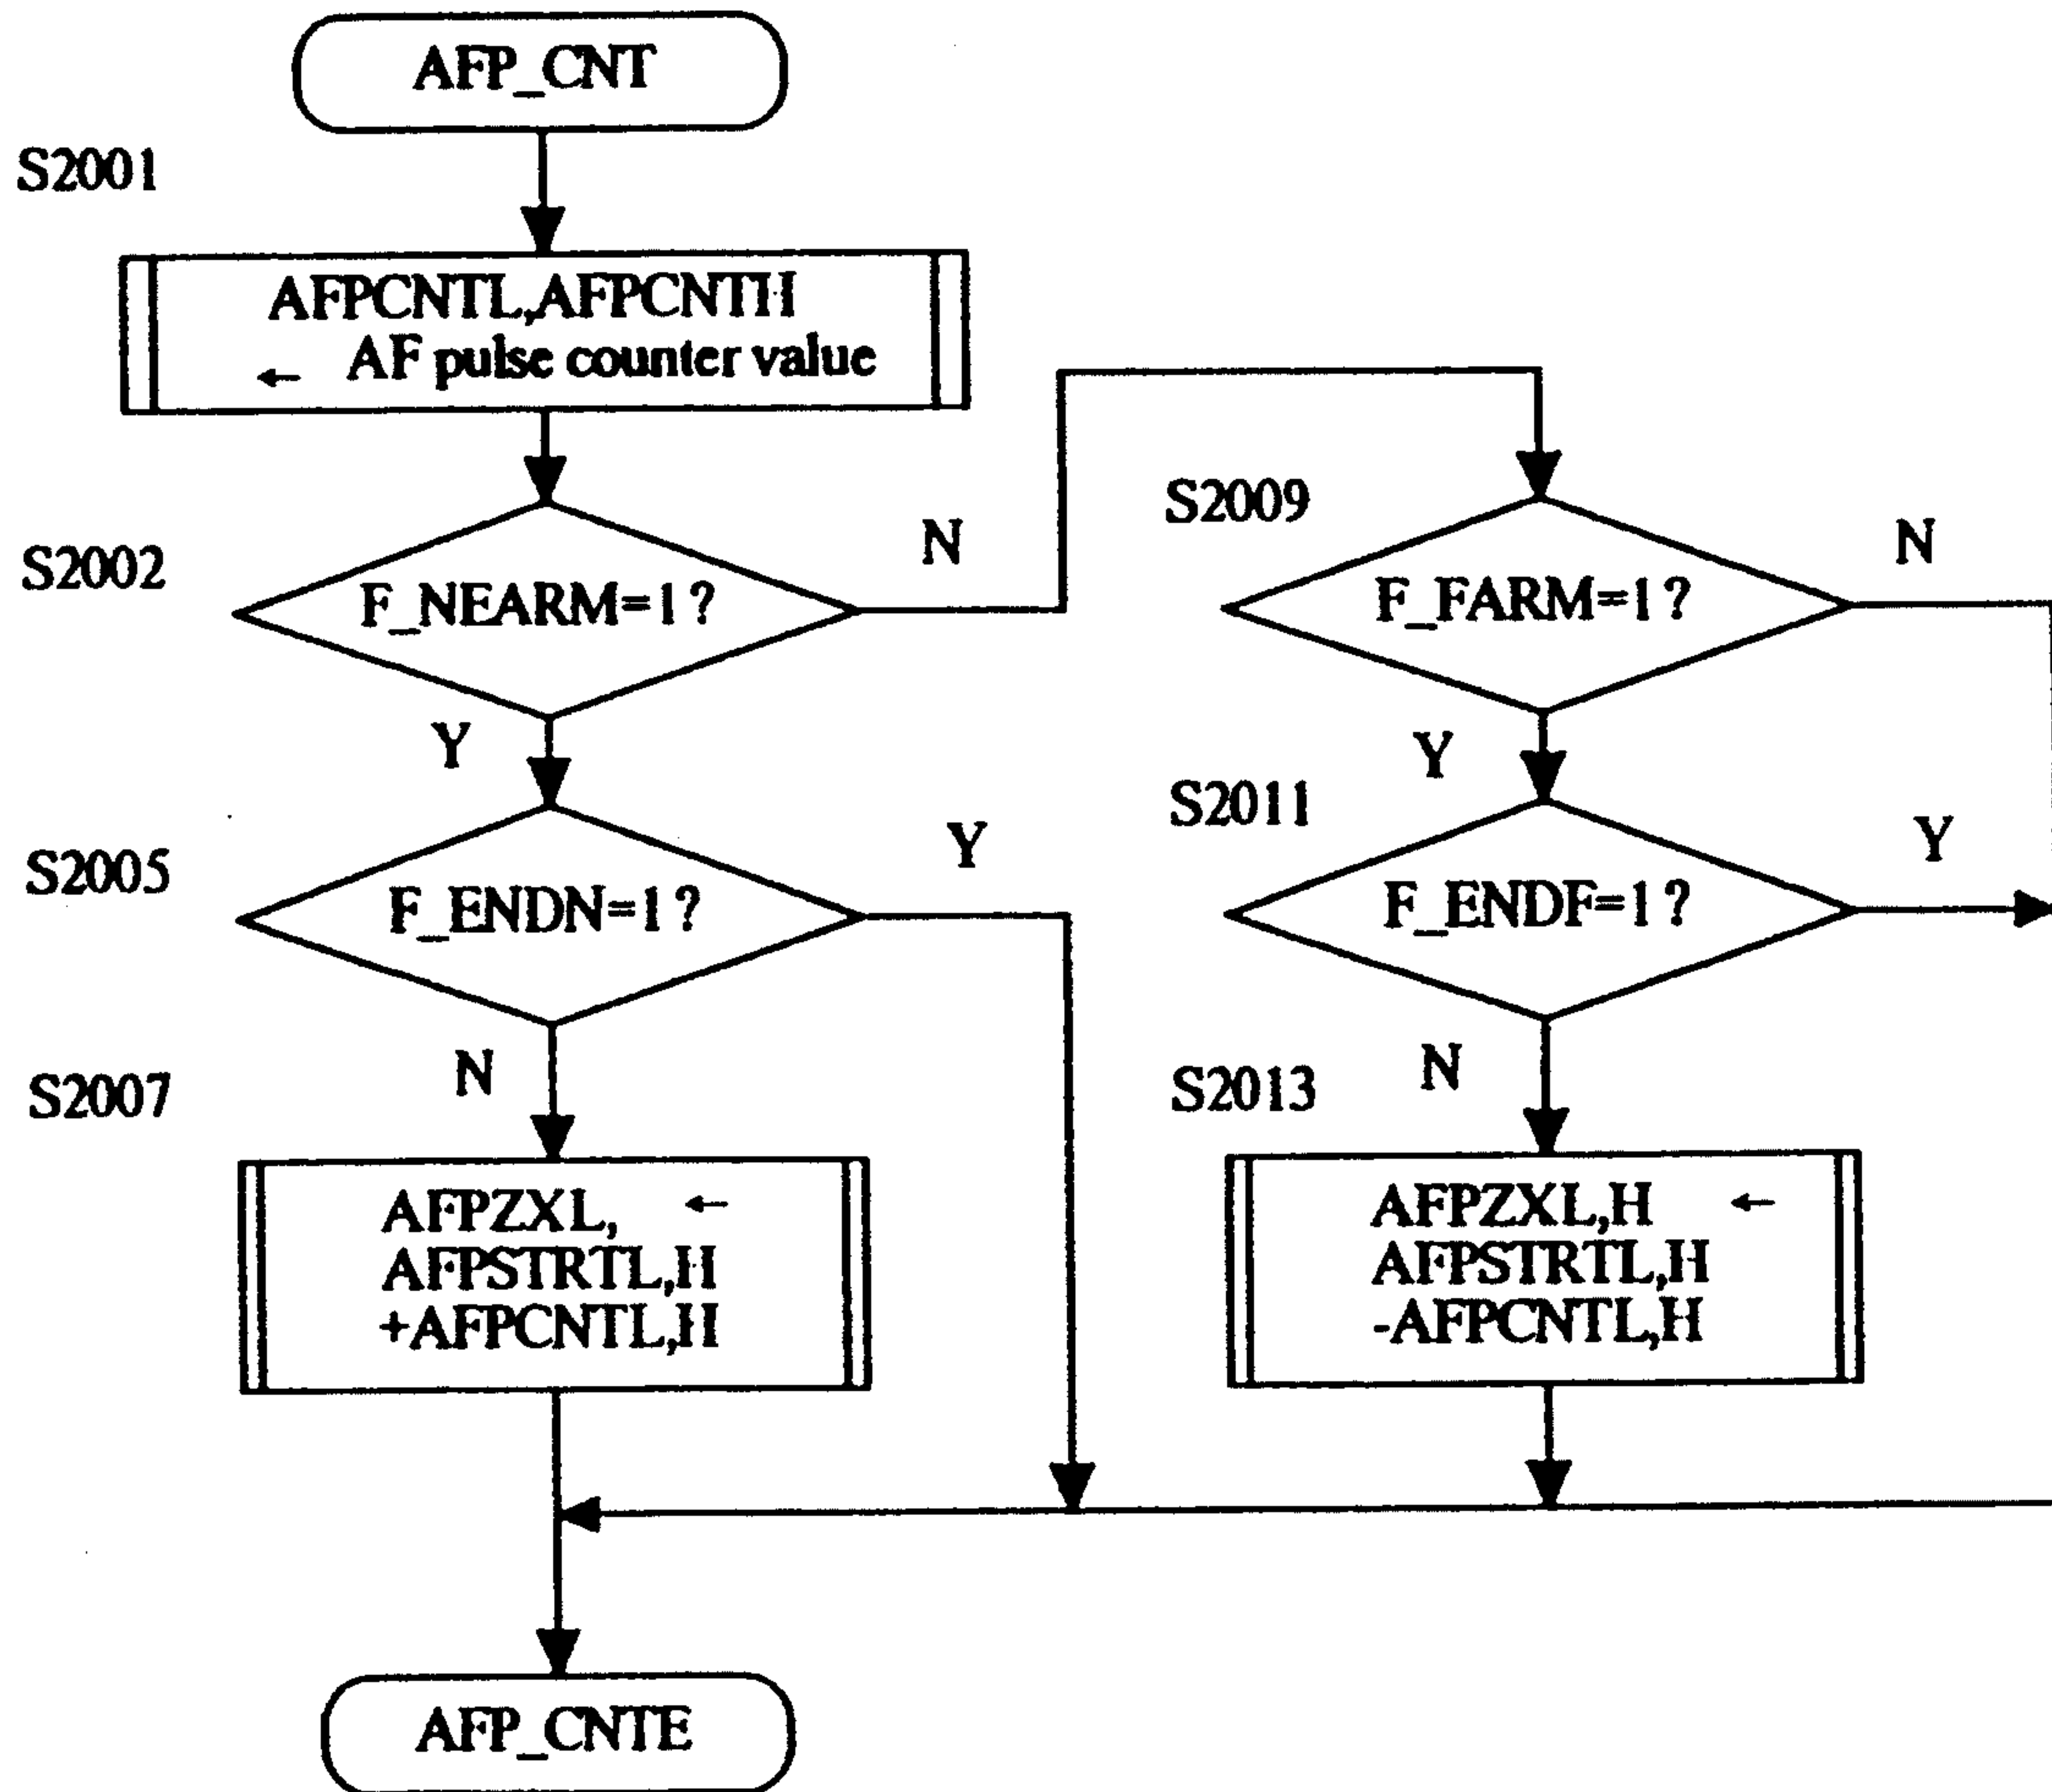 AFP_CNT
S2001
AFPCNTL,AFPCNTH
← AF pulse counter value
S2002
F_NEARM=1?
N
Y
S2005
F_ENDN=1?
Y
N
S2007
AFPZXL, ←
AFPSTRTL,H
+AFPCNTL,H
S2009
F_FARM=1?
N
Y
S2011
F_ENDF=1?
Y
N
S2013
AFPZXL,H ←
AFPSTRTL,H
-AFPCNTL,H
AFP_CNTE